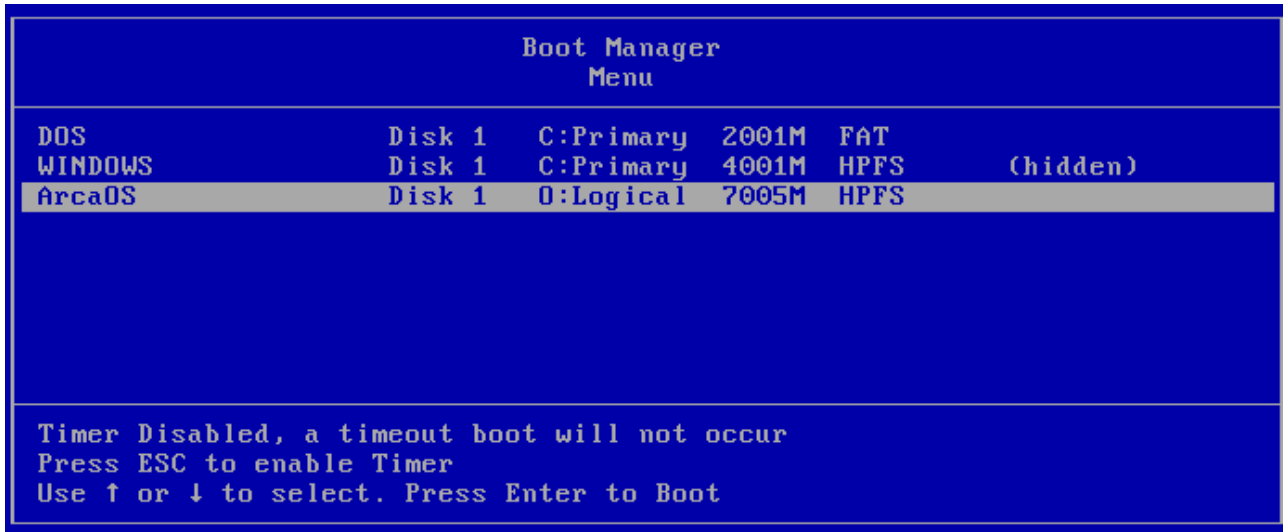 Boot Manager
Menu
DOS Disk 1 C:Primary 2001M FAT
WINDOWS Disk 1 C:Primary 4001M HPFS (hidden)
ArcaOS Disk 1 O:Logical 7005M HPFS
Timer Disabled, a timeout boot will not occur
Press ESC to enable Timer
Use ↑ or ↓ to select. Press Enter to Boot